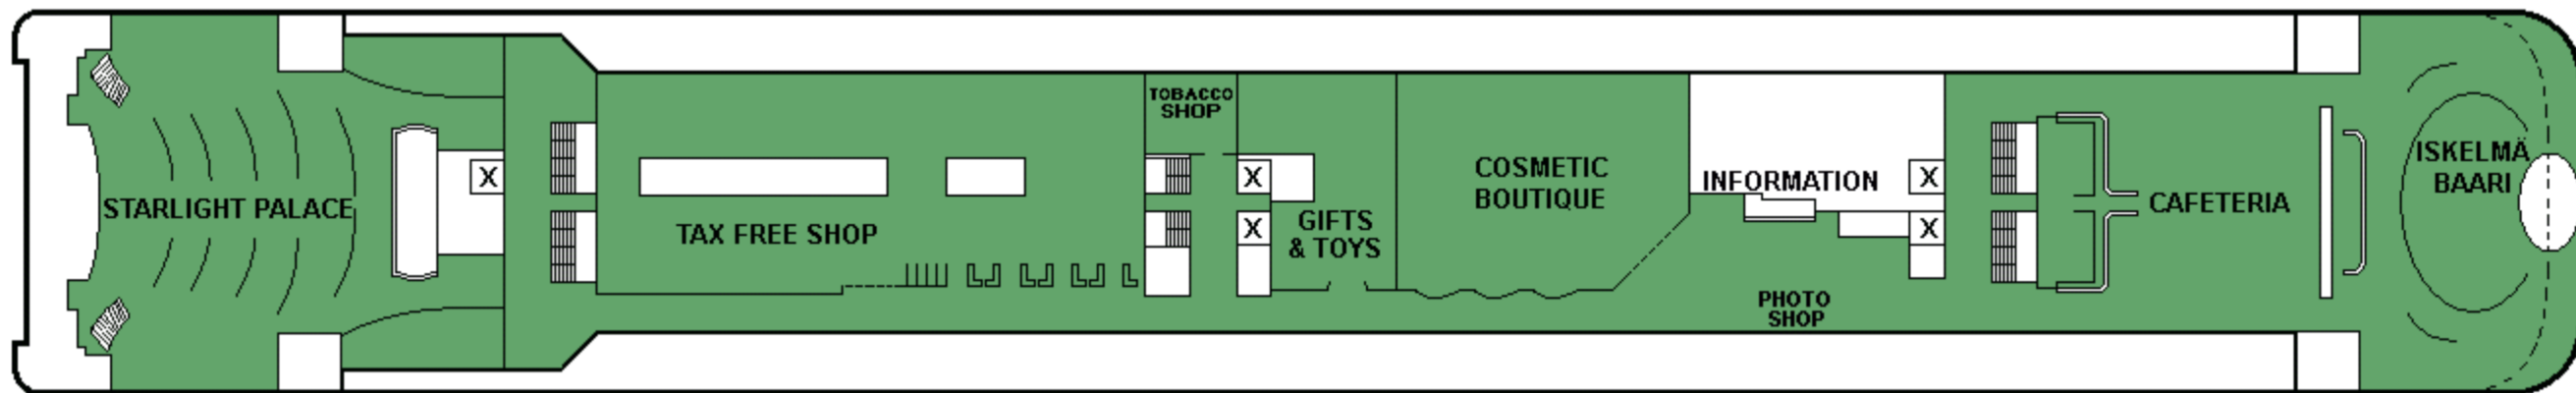 STARLIGHT PALACE
X
TAX FREE SHOP
TOBACCO
SHOP
X
X
GIFTS
& TOYS
COSMETIC
BOUTIQUE
INFORMATION
X
X
PHOTO
SHOP
CAFETERIA
ISKELMÄ
BAARI